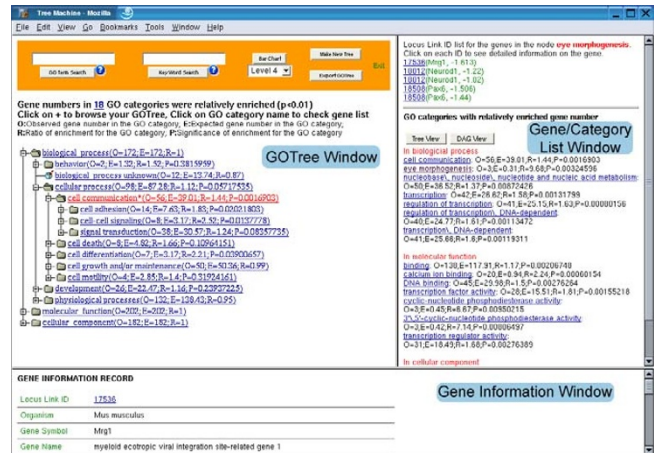 Tree Machine - Mozilla
File Edit View Go Bookmarks Tools Window Help
GO Term Search
Key Word Search
Bar Chart
Level 4
Make New Tree
Export GOTree
Exit
Gene numbers in 18 GO categories were relatively enriched (p<0.01)
Click on + to browse your GOTree, Click on GO category name to check gene list
O:Observed gene number in the GO category, E:Expected gene number in the GO category,
R:Ratio of enrichment for the GO category, P:Significance of enrichment for the GO category
GOTree Window
biological process(O=172;E=172;R=1)
behavior(O=2;E=1.32;R=1.52;P=0.3815959)
biological process unknown(O=12;E=13.74;R=0.87)
cellular process(O=98;E=87.28;R=1.12;P=0.05717535)
cell communication*(O=56;E=39.01;R=1.44;P=0.0016903)
cell adhesion(O=14;E=7.63;R=1.83;P=0.02021803)
cell-cell signaling(O=8;E=3.17;R=2.52;P=0.0137778)
signal transduction(O=38;E=30.57;R=1.24;P=0.08357735)
cell death(O=8;E=4.82;R=1.66;P=0.10964151)
cell differentiation(O=7;E=3.17;R=2.21;P=0.03900657)
cell growth and/or maintenance(O=50;E=50.36;R=0.99)
cell motility(O=4;E=2.85;R=1.4;P=0.31924161)
development(O=26;E=22.47;R=1.16;P=0.23937225)
physiological processes(O=132;E=138.43;R=0.95)
molecular function(O=202;E=202;R=1)
cellular component(O=182;E=182;R=1)
Locus Link ID list for the genes in the node eye morphogenesis.
Click on each ID to see detailed information on the gene.
17536(Mrg1, -1.613)
18012(Neurod1, -1.22)
18012(Neurod1, -1.02)
18508(Pax6, -1.506)
18508(Pax6, -1.44)
GO categories with relatively enriched gene number
Tree View DAG View
Gene/Category
List Window
In biological process
cell communication: O=56;E=39.01;R=1.44;P=0.0016903
eye morphogenesis: O=3;E=0.31;R=9.68;P=0.00324596
nucleobase\, nucleoside\, nucleotide and nucleic acid metabolism:
O=50;E=36.52;R=1.37;P=0.00872426
transcription: O=42;E=26.62;R=1.58;P=0.00131799
regulation of transcription: O=41;E=25.15;R=1.63;P=0.00000156
regulation of transcription\, DNA-dependent:
O=40;E=24.77;R=1.61;P=0.00113472
transcription\, DNA-dependent:
O=41;E=25.66;R=1.6;P=0.00119311
In molecular function
binding: O=138;E=117.91;R=1.17;P=0.00206748
calcium ion binding: O=20;E=8.94;R=2.24;P=0.00060154
DNA binding: O=45;E=29.98;R=1.5;P=0.00276264
transcription factor activity: O=28;E=15.51;R=1.81;P=0.00155218
cyclic-nucleotide phosphodiesterase activity:
O=3;E=0.45;R=6.67;P=0.00950215
3'\,5'-cyclic-nucleotide phosphodiesterase activity:
O=3;E=0.42;R=7.14;P=0.00806497
transcription regulator activity:
O=31;E=18.49;R=1.68;P=0.00276389
In cellular component
GENE INFORMATION RECORD
Gene Information Window
Locus Link ID 17536
Organism Mus musculus
Gene Symbol Mrg1
Gene Name myeloid ecotropic viral integration site-related gene 1